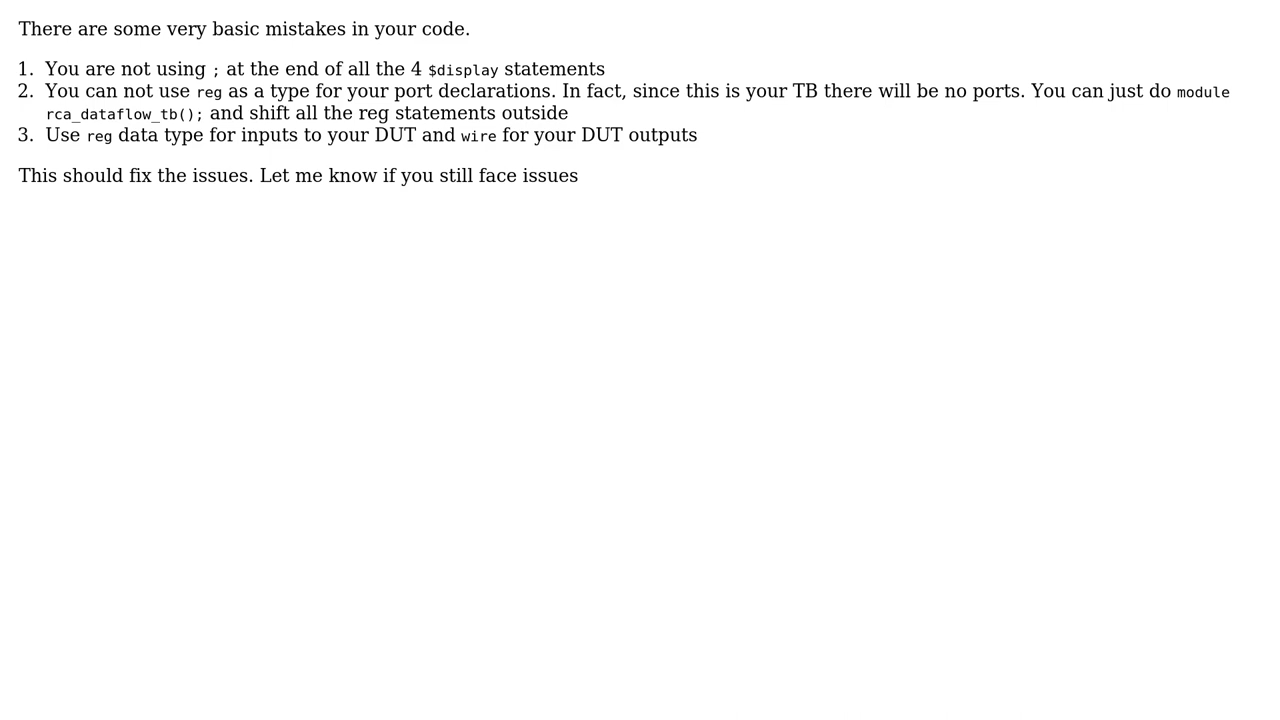 There are some very basic mistakes in your code.
1. You are not using ; at the end of all the 4 $display statements
2. You can not use reg as a type for your port declarations. In fact, since this is your TB there will be no ports. You can just do module
rca_dataflow_tb(); and shift all the reg statements outside
3. Use reg data type for inputs to your DUT and wire for your DUT outputs
This should fix the issues. Let me know if you still face issues